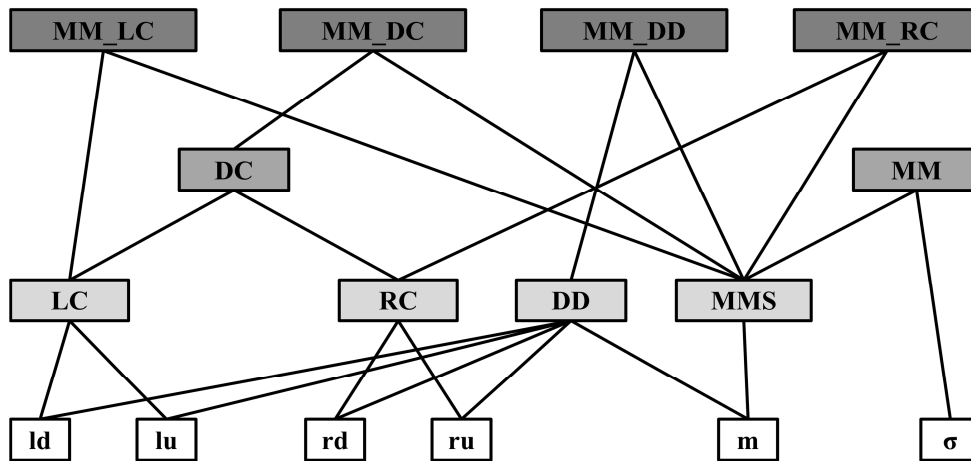 MM_LC MM_DC MM_DD MM_RC
DC MM
LC RC DD MMS
ld lu rd ru m σ